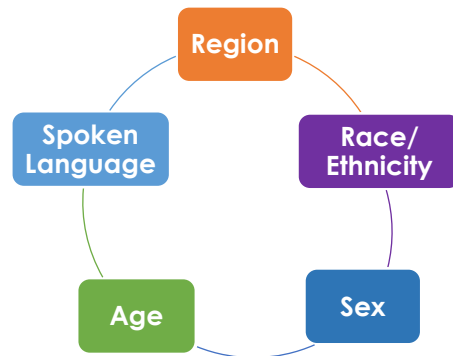 Region
Spoken
Language
Race/
Ethnicity
Age
Sex